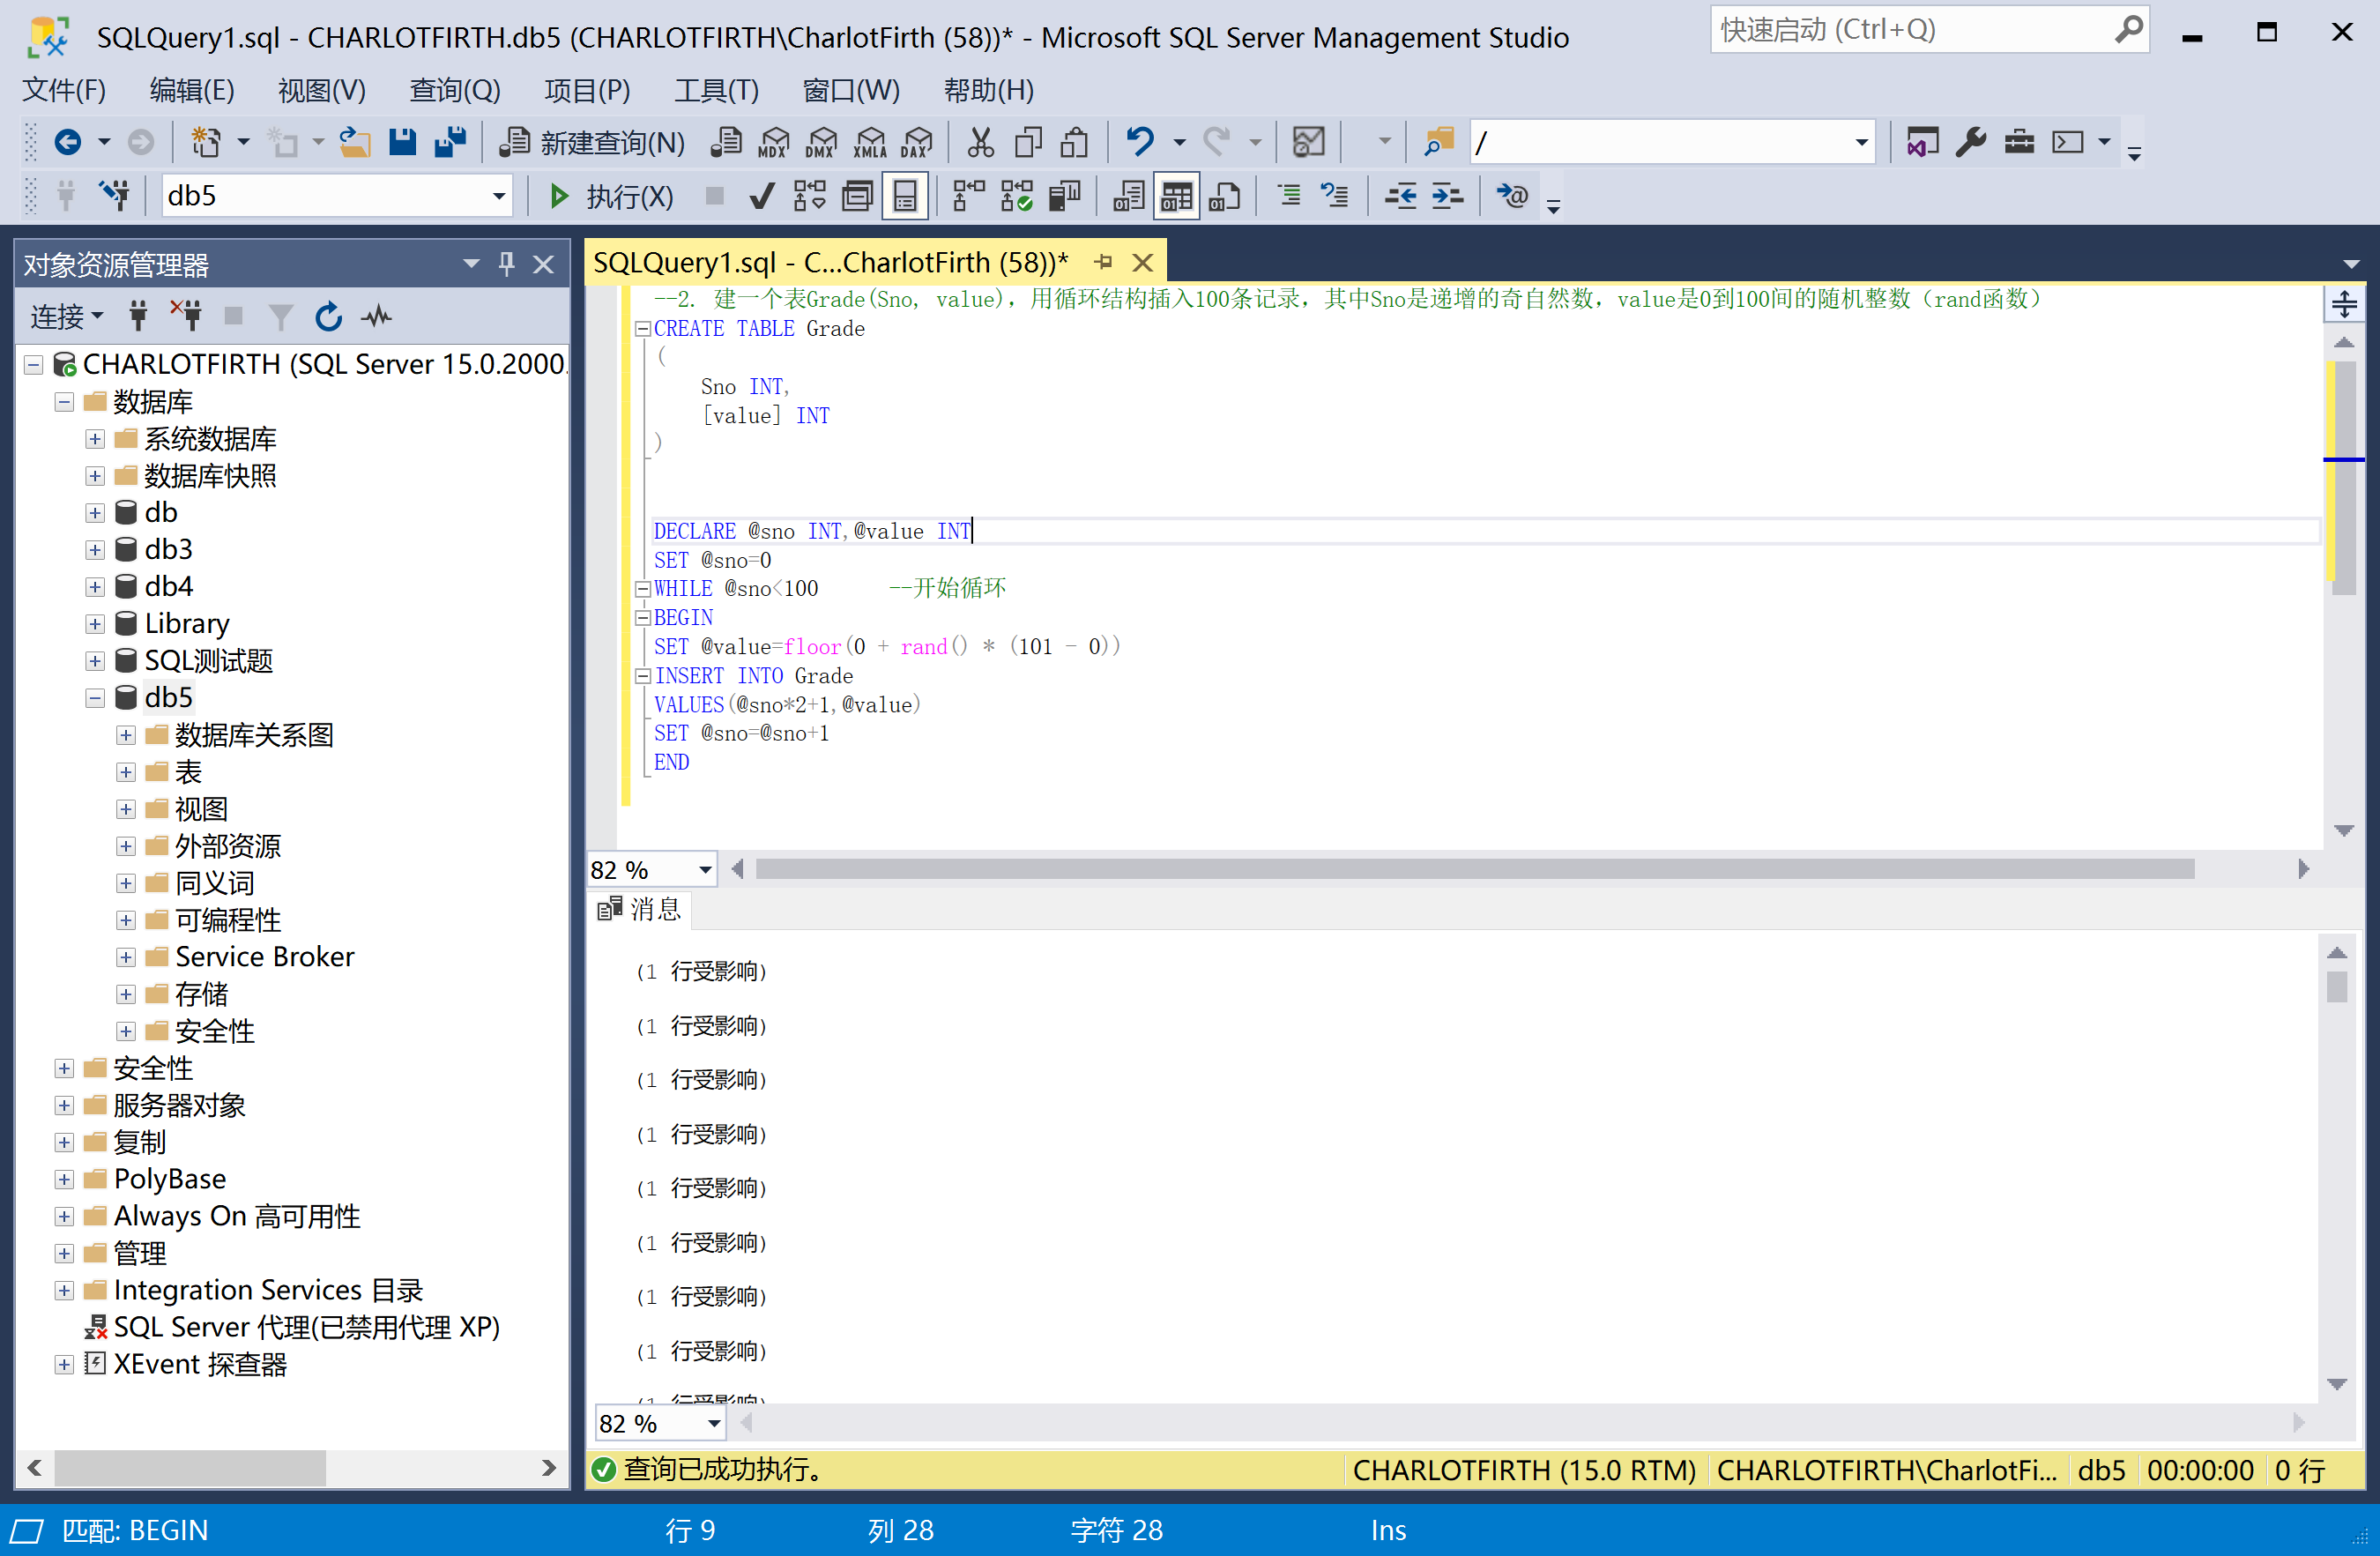 SQLQuery1.sql - CHARLOTFIRTH.db5 (CHARLOTFIRTH\CharlotFirth (58))* - Microsoft SQL Server Management Studio
快速启动 (Ctrl+Q)
文件(F) 编辑(E) 视图(V) 查询(Q) 项目(P) 工具(T) 窗口(W) 帮助(H)
新建查询(N) MDX DMX XMLA DAX /
db5 执行(X)
对象资源管理器
连接
CHARLOTFIRTH (SQL Server 15.0.2000.
数据库
系统数据库
数据库快照
db
db3
db4
Library
SQL测试题
db5
数据库关系图
表
视图
外部资源
同义词
可编程性
Service Broker
存储
安全性
安全性
服务器对象
复制
PolyBase
Always On 高可用性
管理
Integration Services 目录
SQL Server 代理(已禁用代理 XP)
XEvent 探查器
SQLQuery1.sql - C...CharlotFirth (58))*
--2. 建一个表Grade(Sno, value)，用循环结构插入100条记录，其中Sno是递增的奇自然数，value是0到100间的随机整数（rand函数）
CREATE TABLE Grade
(
Sno INT,
[value] INT
)
DECLARE @sno INT,@value INT
SET @sno=0
WHILE @sno<100 --开始循环
BEGIN
SET @value=floor(0 + rand() * (101 - 0))
INSERT INTO Grade
VALUES(@sno*2+1,@value)
SET @sno=@sno+1
END
82 %
消息
(1 行受影响)
(1 行受影响)
(1 行受影响)
(1 行受影响)
(1 行受影响)
(1 行受影响)
(1 行受影响)
(1 行受影响)
(1 行受影响)
82 %
查询已成功执行。 CHARLOTFIRTH (15.0 RTM) CHARLOTFIRTH\CharlotFi... db5 00:00:00 0 行
匹配: BEGIN 行 9 列 28 字符 28 Ins